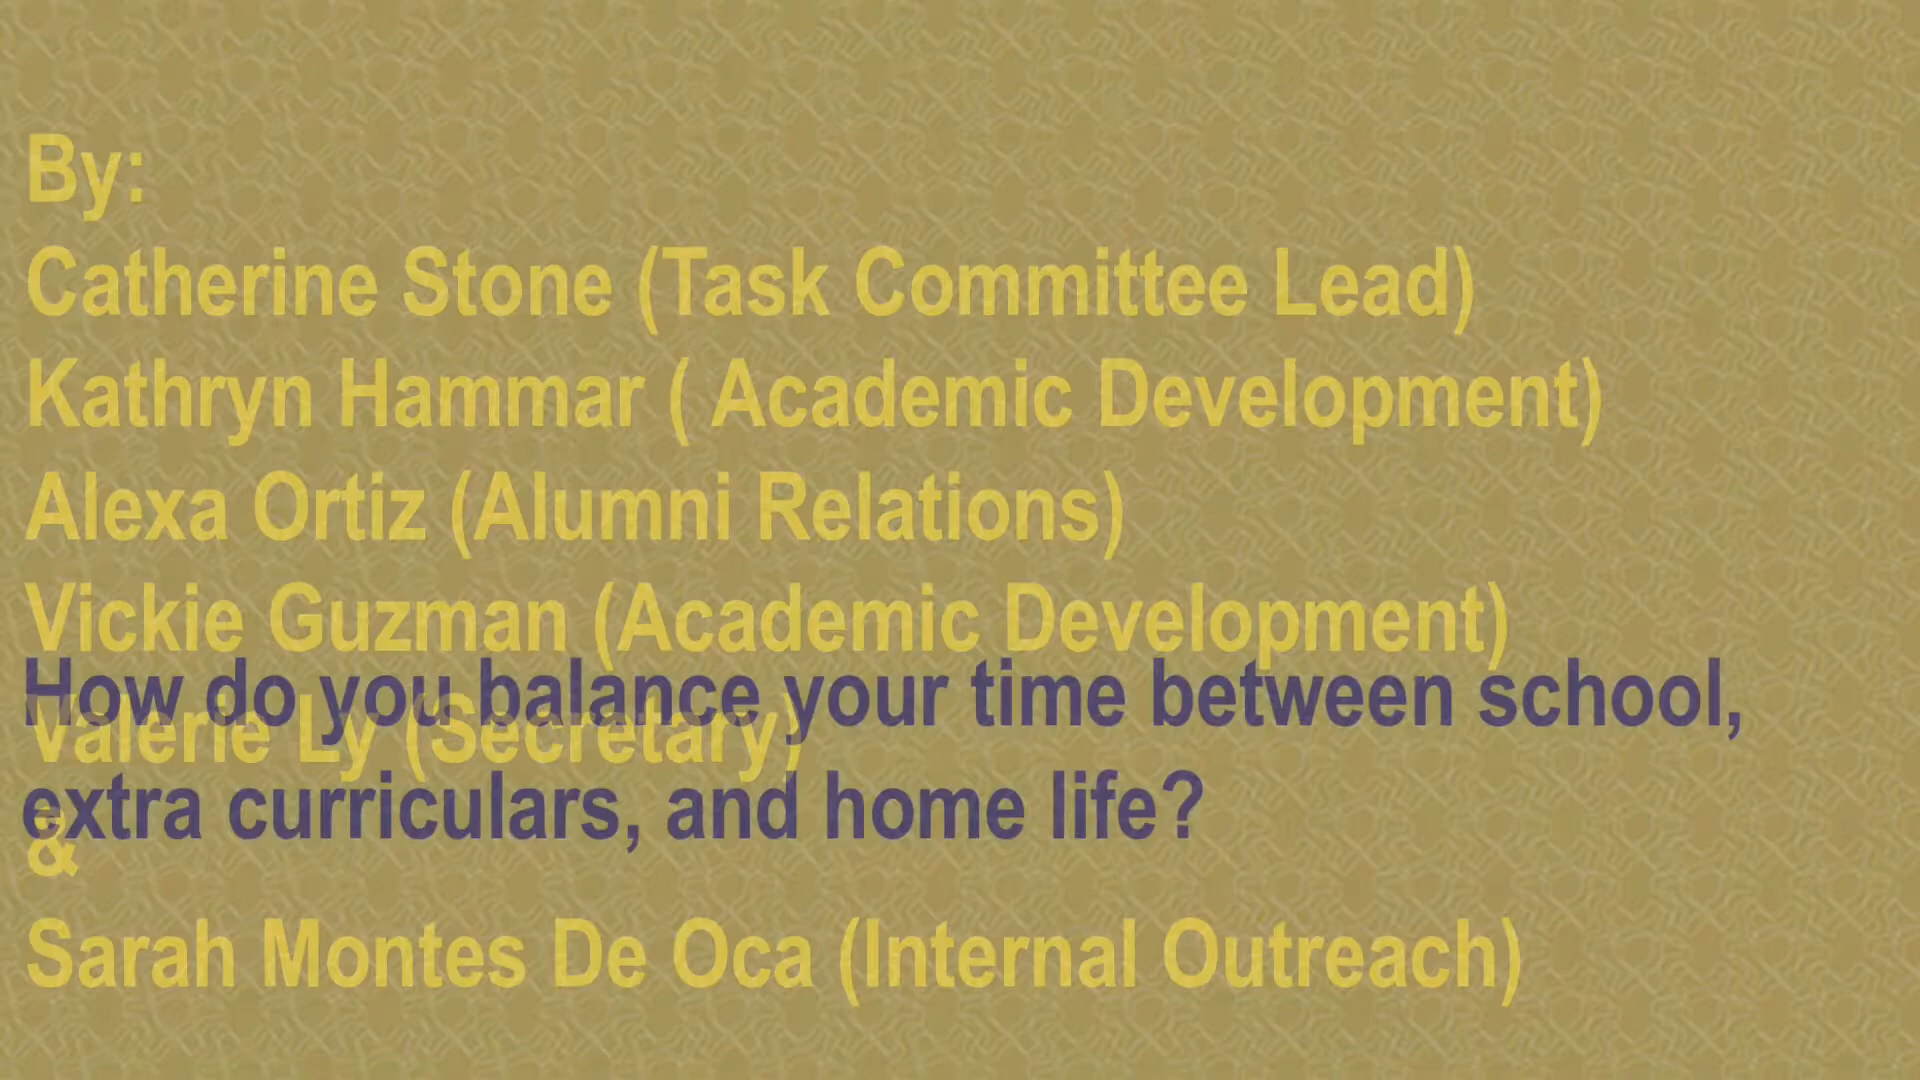 By:
Catherine Stone (Task Committee Lead)
Kathryn Hammar ( Academic Development)
Alexa Ortiz (Alumni Relations)
Vickie Guzman (Academic Development)
How do you balance your time between school,
Valerie Ly (Secretary)
extra curriculars, and home life?
&
Sarah Montes De Oca (Internal Outreach)